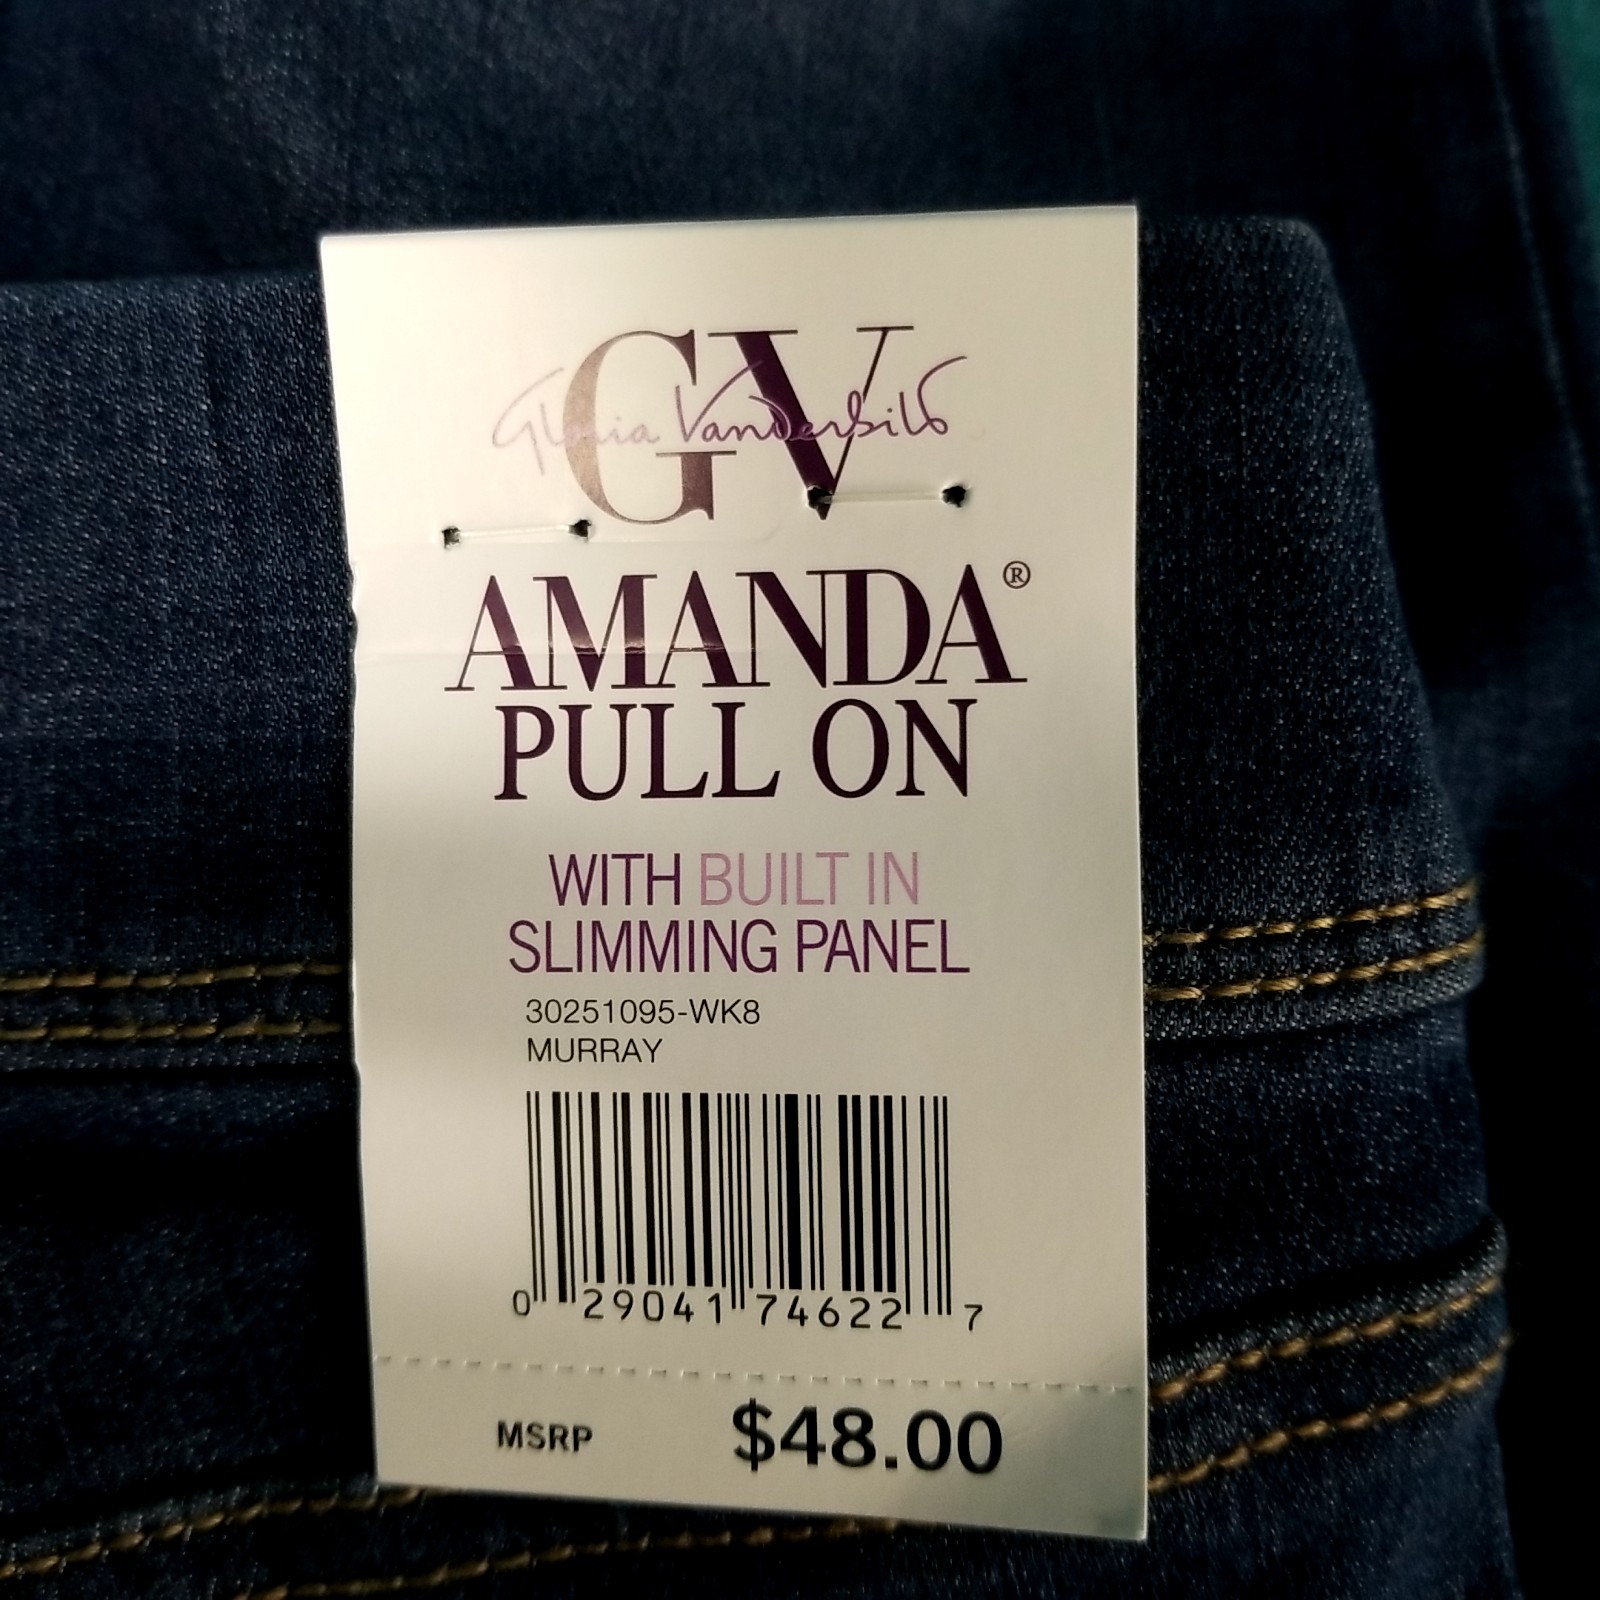 GV
Gloria Vanderbilt
AMANDA®
PULL ON
WITH BUILT IN
SLIMMING PANEL
30251095-WK8
MURRAY
0 29041 74622 7
MSRP $48.00